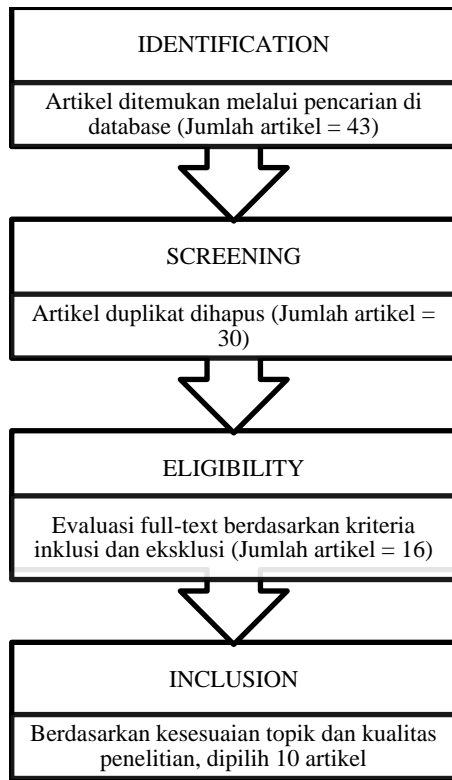 IDENTIFICATION
Artikel ditemukan melalui pencarian di
database (Jumlah artikel = 43)
SCREENING
Artikel duplikat dihapus (Jumlah artikel =
30)
ELIGIBILITY
Evaluasi full-text berdasarkan kriteria
inklusi dan eksklusi (Jumlah artikel = 16)
INCLUSION
Berdasarkan kesesuaian topik dan kualitas
penelitian, dipilih 10 artikel